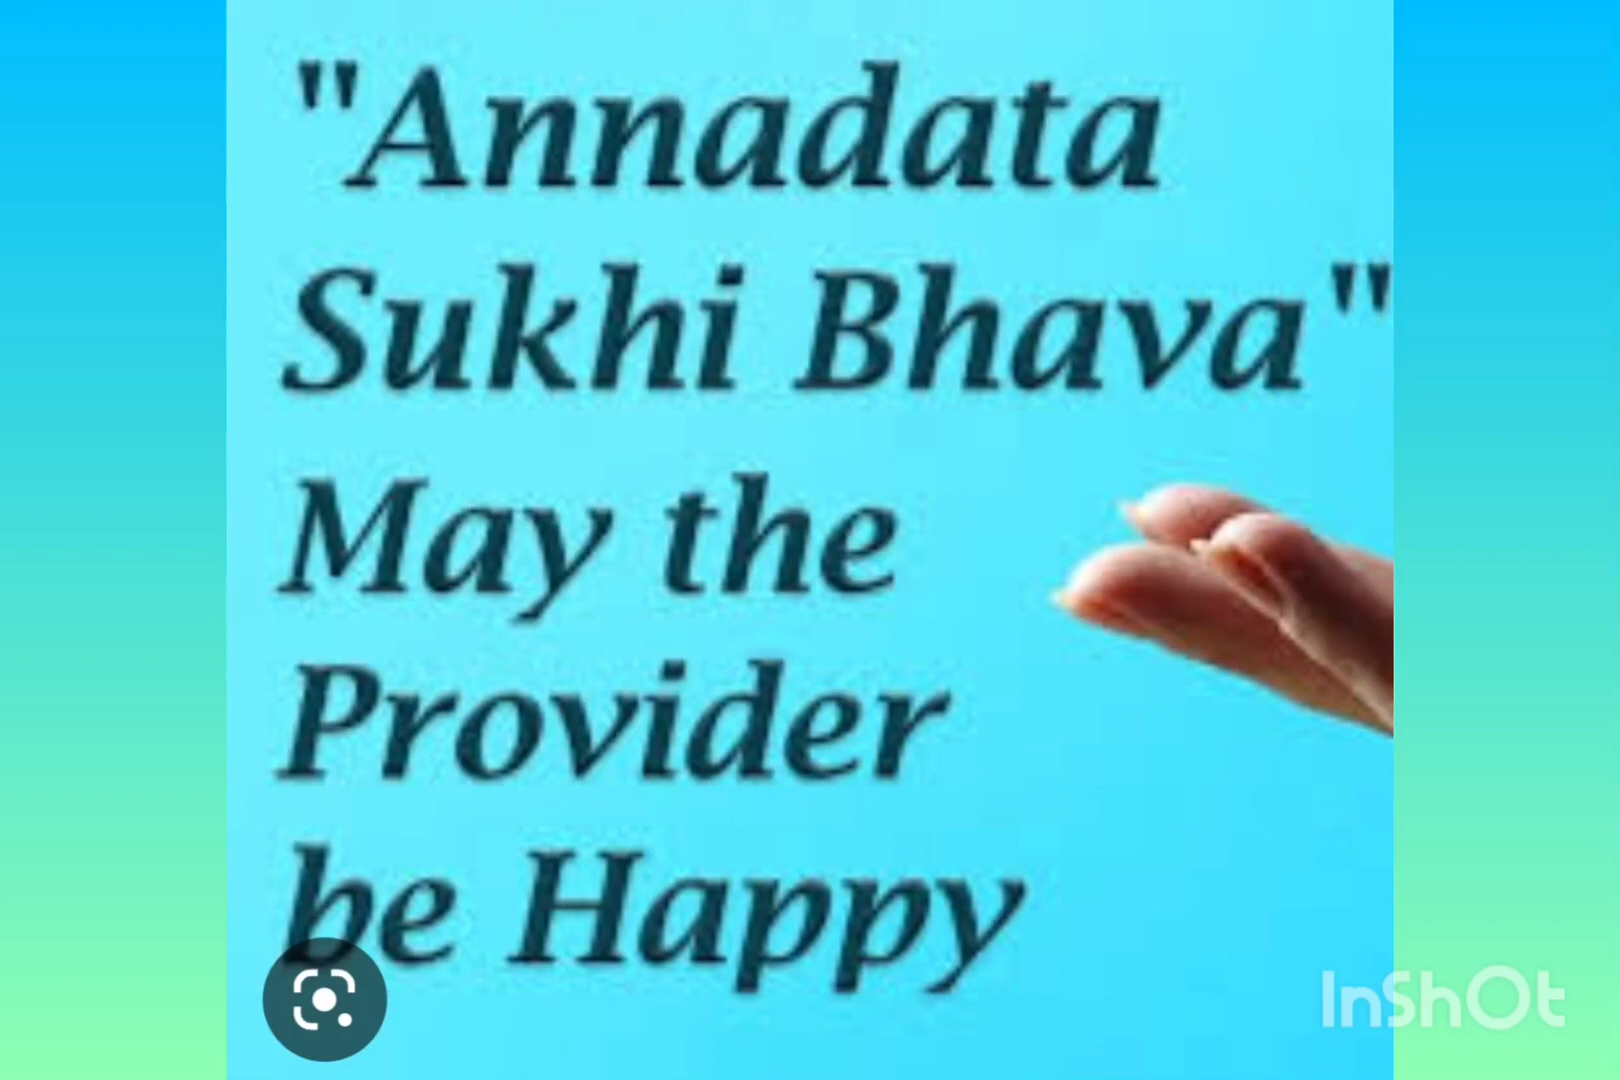 "Annadata
Sukhi Bhava"
May the
Provider
be Happy
InShOt